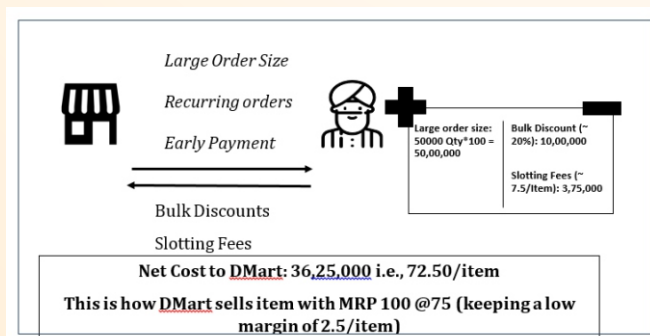 Large Order Size
Recurring orders
Early Payment
Bulk Discounts
Slotting Fees
Large order size:
50000 Qty*100 =
50,00,000
Bulk Discount (~
20%): 10,00,000
Slotting Fees (~
7.5/Item): 3,75,000
Net Cost to DMart: 36,25,000 i.e., 72.50/item
This is how DMart sells item with MRP 100 @75 (keeping a low
margin of 2.5/item)